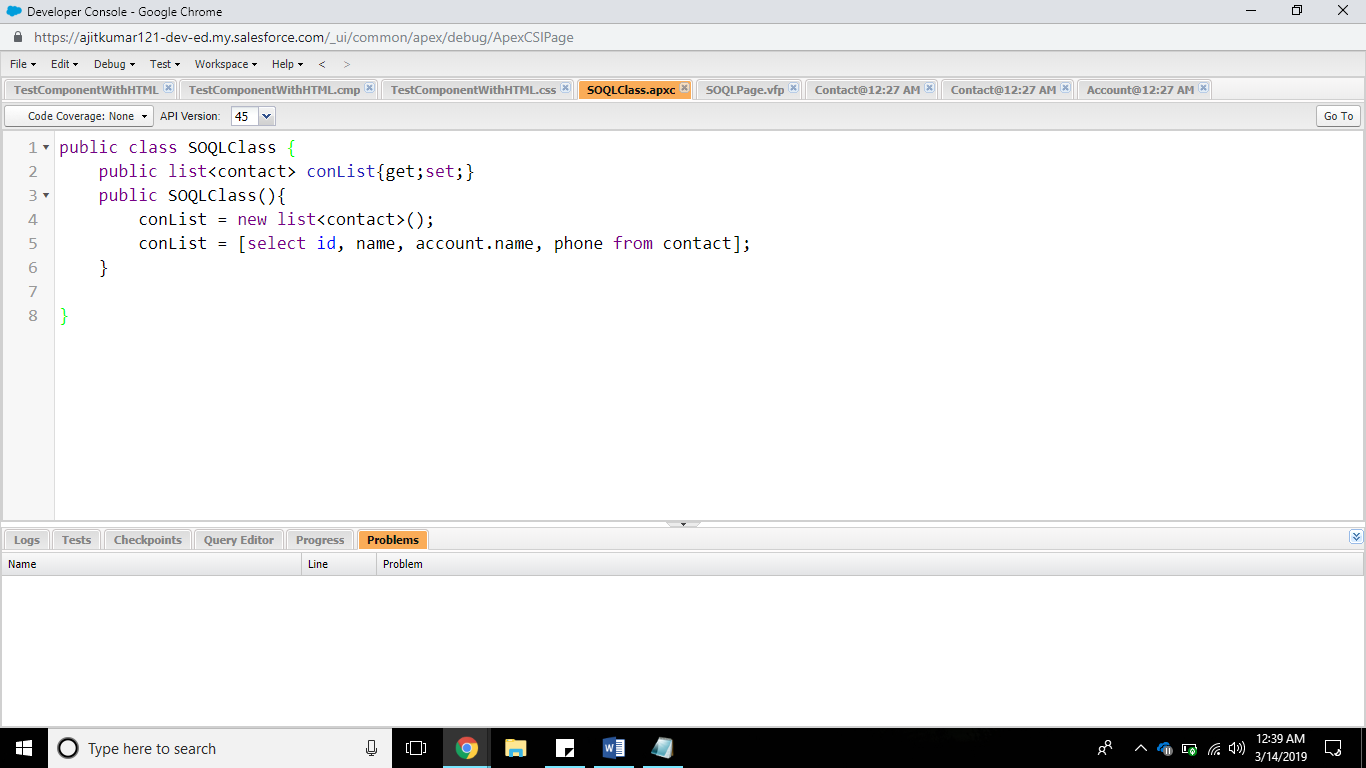 Developer Console - Google Chrome
https://ajitkumar121-dev-ed.my.salesforce.com/_ui/common/apex/debug/ApexCSIPage
File Edit Debug Test Workspace Help < >
TestComponentWithHTML TestComponentWithHTML.cmp TestComponentWithHTML.css SOQLClass.apxc SOQLPage.vfp Contact@12:27 AM Contact@12:27 AM Account@12:27 AM
Code Coverage: None API Version: 45 Go To
1 public class SOQLClass {
2 public list<contact> conList{get;set;}
3 public SOQLClass(){
4 conList = new list<contact>();
5 conList = [select id, name, account.name, phone from contact];
6 }
7
8 }
Logs Tests Checkpoints Query Editor Progress Problems
Name Line Problem
Type here to search
12:39 AM
3/14/2019